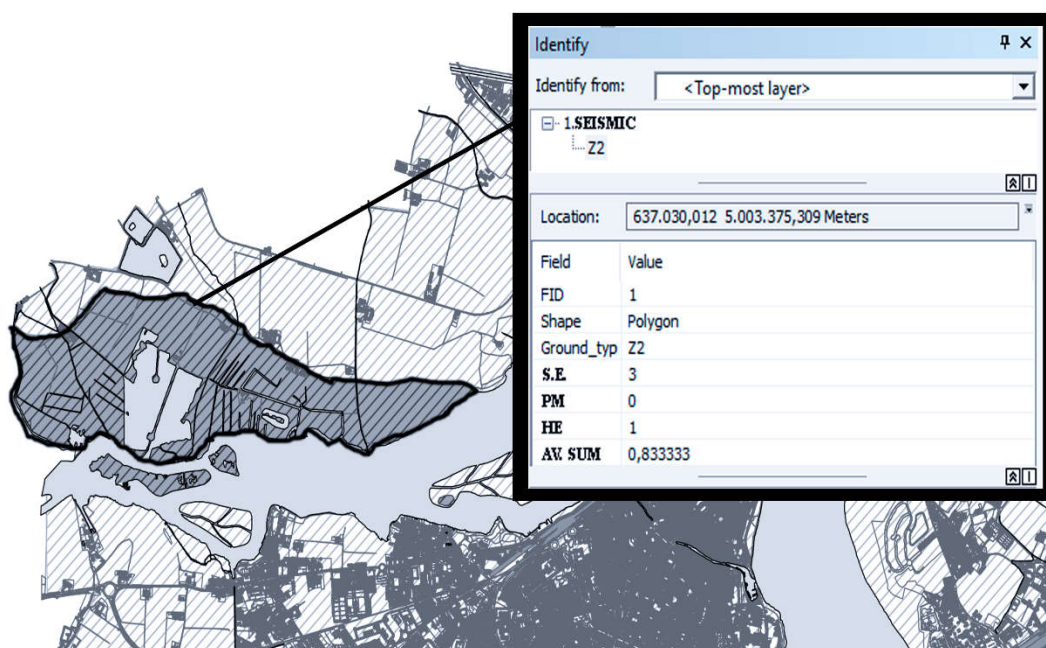 Identify
Identify from: <Top-most layer>
1.SEISMIC
Z2
Location: 637.030,012 5.003.375,309 Meters
Field Value
FID 1
Shape Polygon
Ground_typ Z2
S.E. 3
PM 0
HE 1
AV. SUM 0,833333